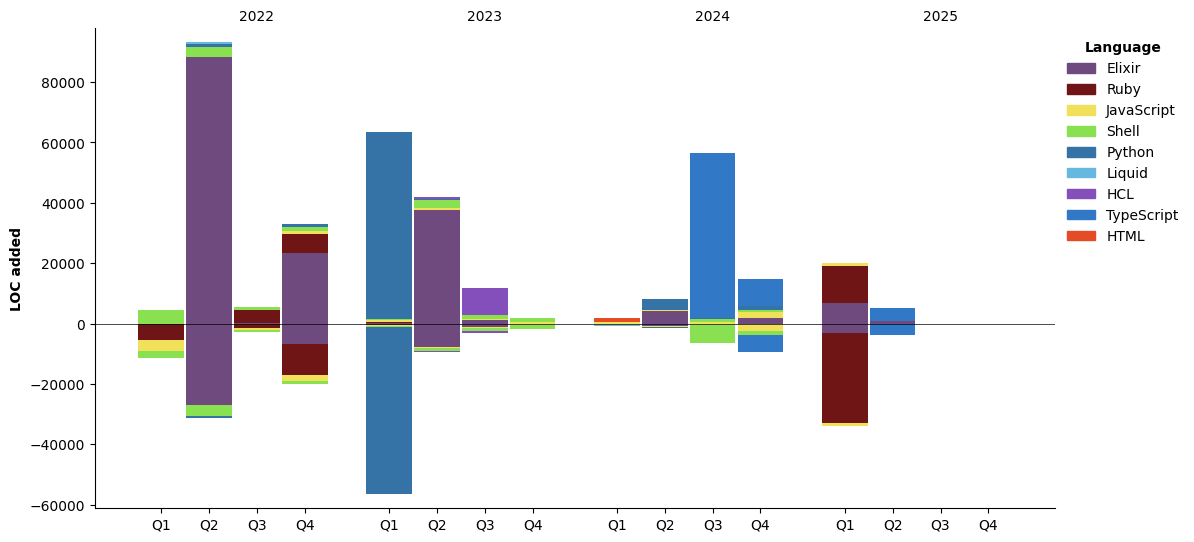 2022 2023 2024 2025
Language
Elixir
Ruby
JavaScript
Shell
Python
Liquid
HCL
TypeScript
HTML
LOC added
80000
60000
40000
20000
0
−20000
−40000
−60000
Q1 Q2 Q3 Q4 Q1 Q2 Q3 Q4 Q1 Q2 Q3 Q4 Q1 Q2 Q3 Q4